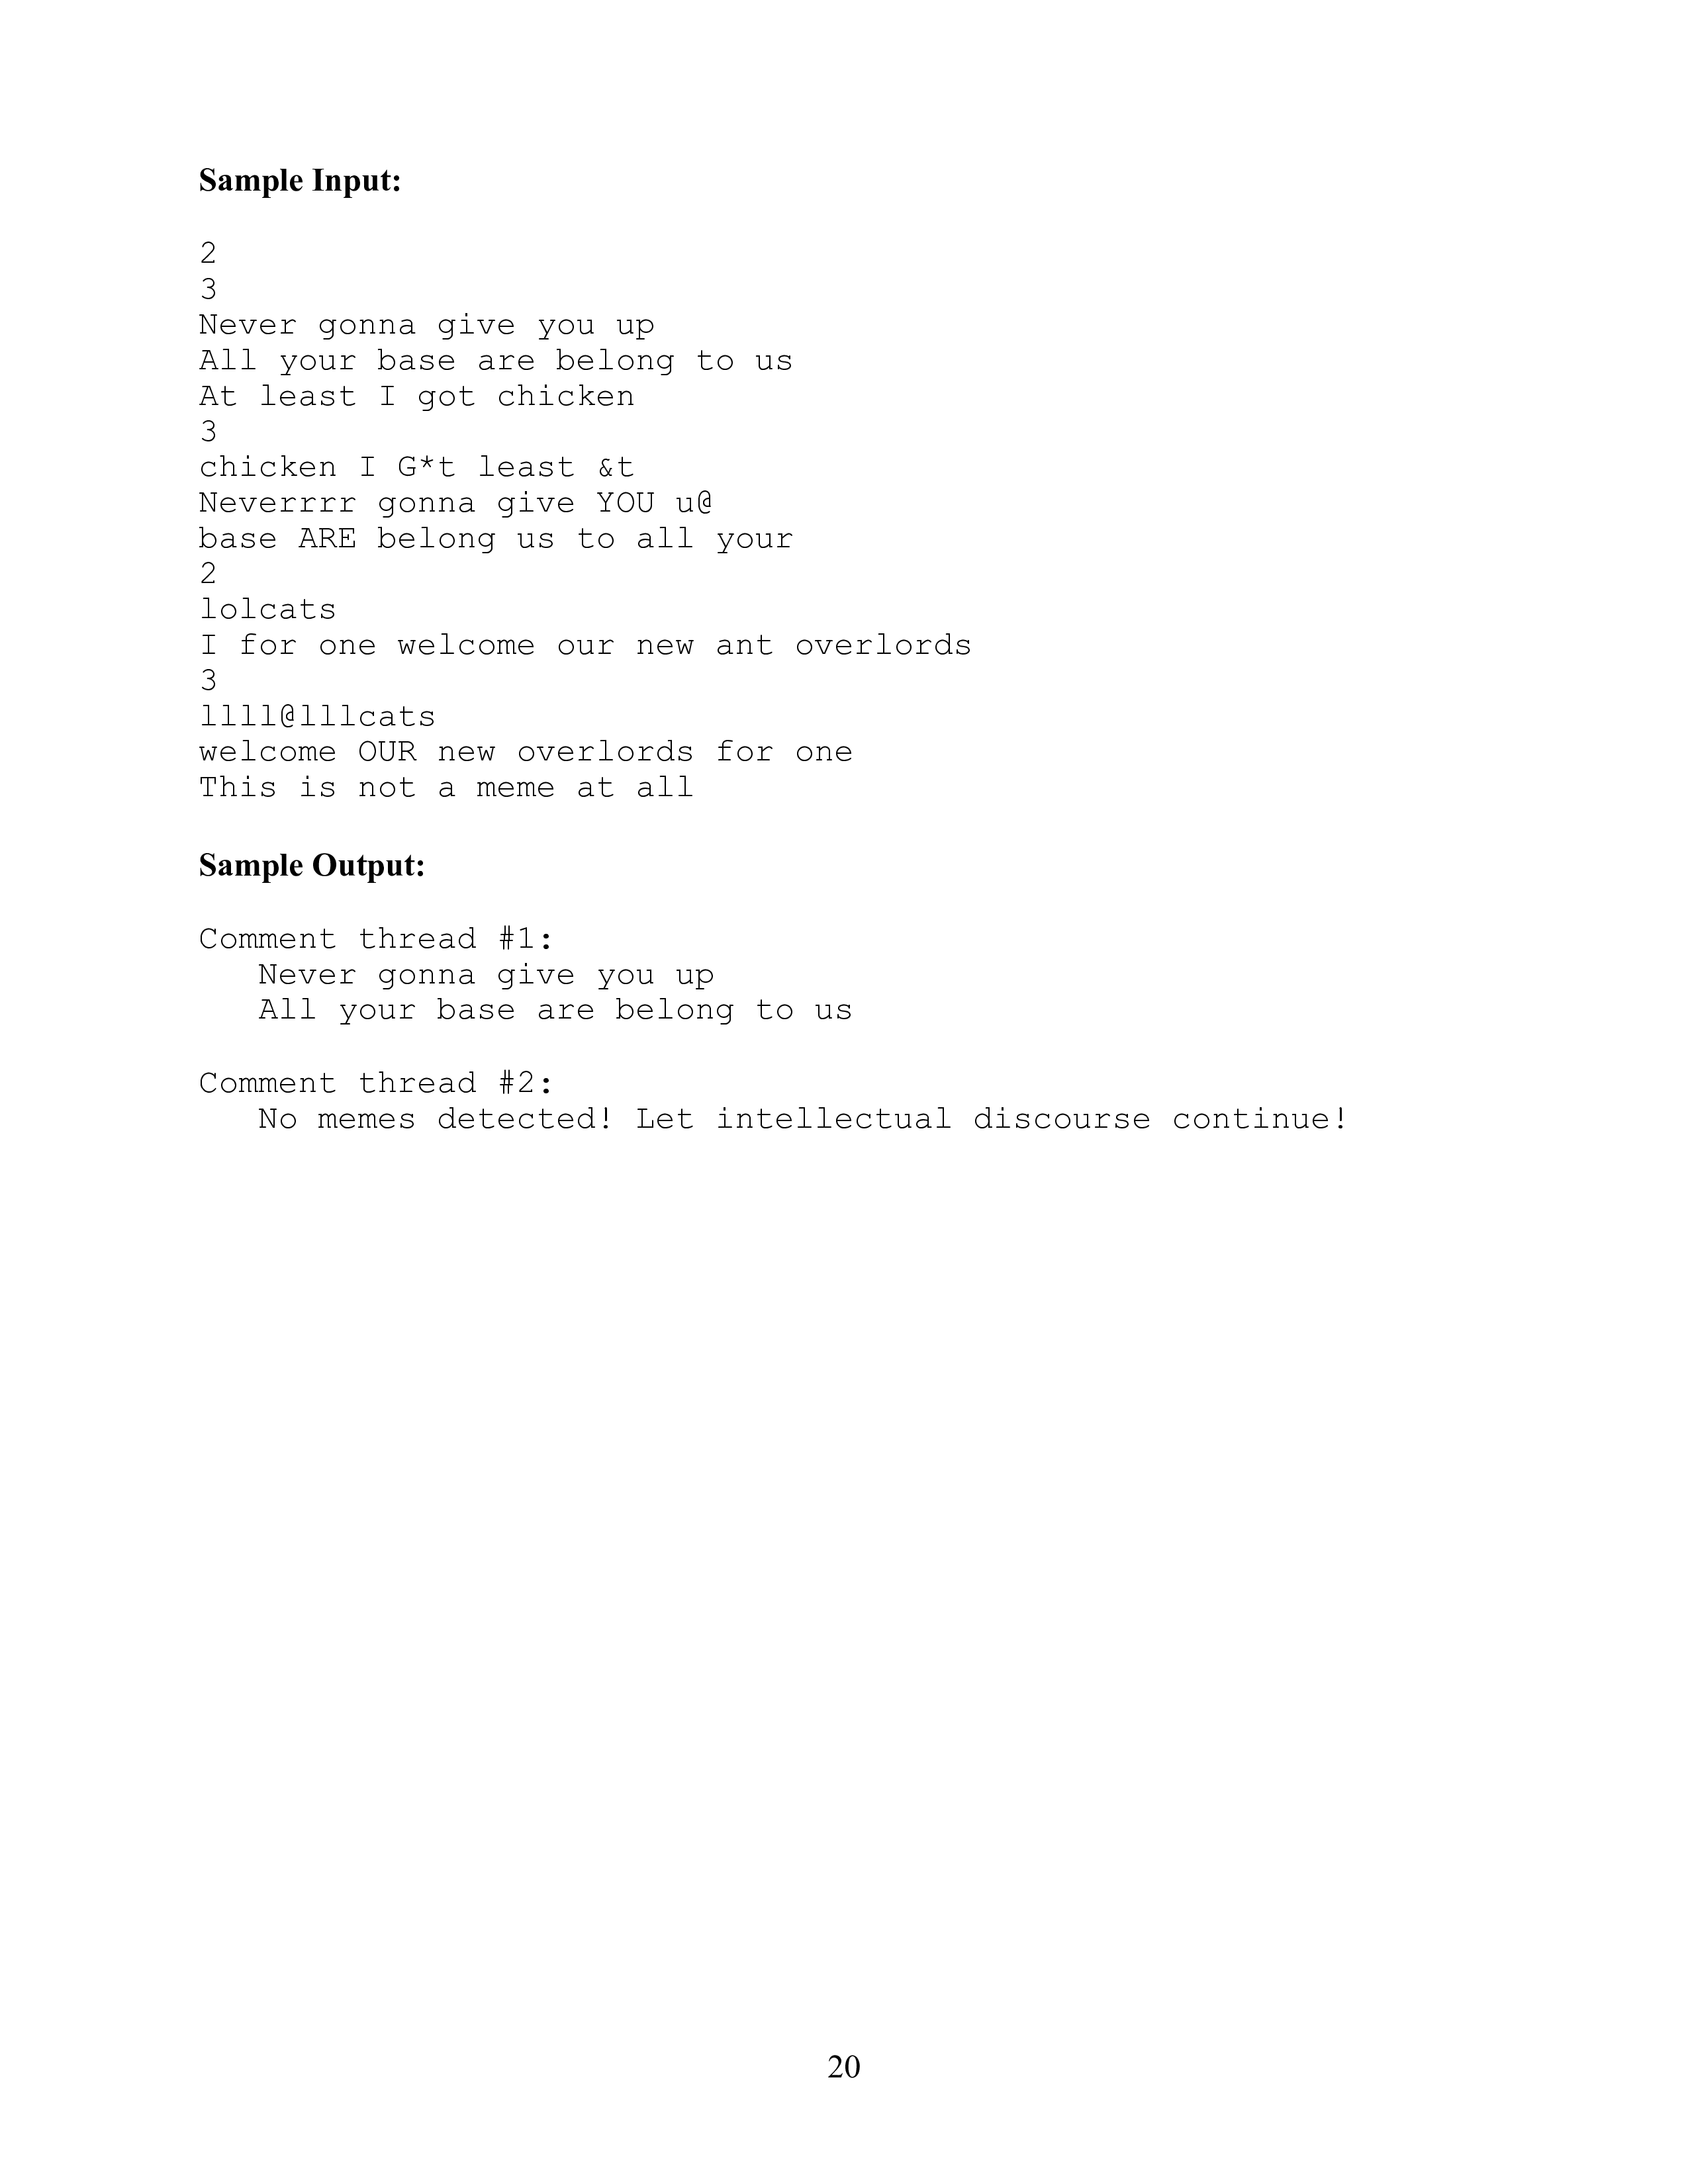 Sample Input:
2
3
Never gonna give you up
All your base are belong to us
At least I got chicken
3
chicken I G*t least &t
Neverrrr gonna give YOU u@
base ARE belong us to all your
2
lolcats
I for one welcome our new ant overlords
3
llll@lllcats
welcome OUR new overlords for one
This is not a meme at all
Sample Output:
Comment thread #1:
   Never gonna give you up
   All your base are belong to us
Comment thread #2:
   No memes detected! Let intellectual discourse continue!
20